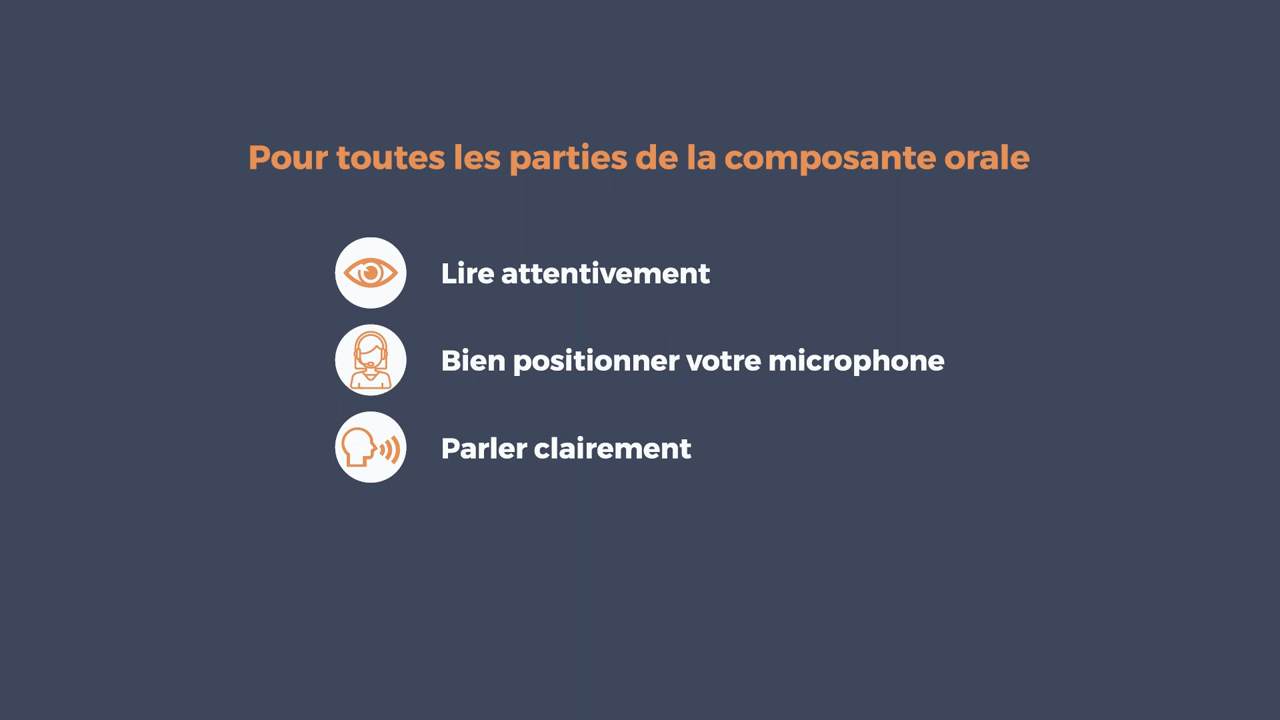 Pour toutes les parties de la composante orale
Lire attentivement
Bien positionner votre microphone
Parler clairement